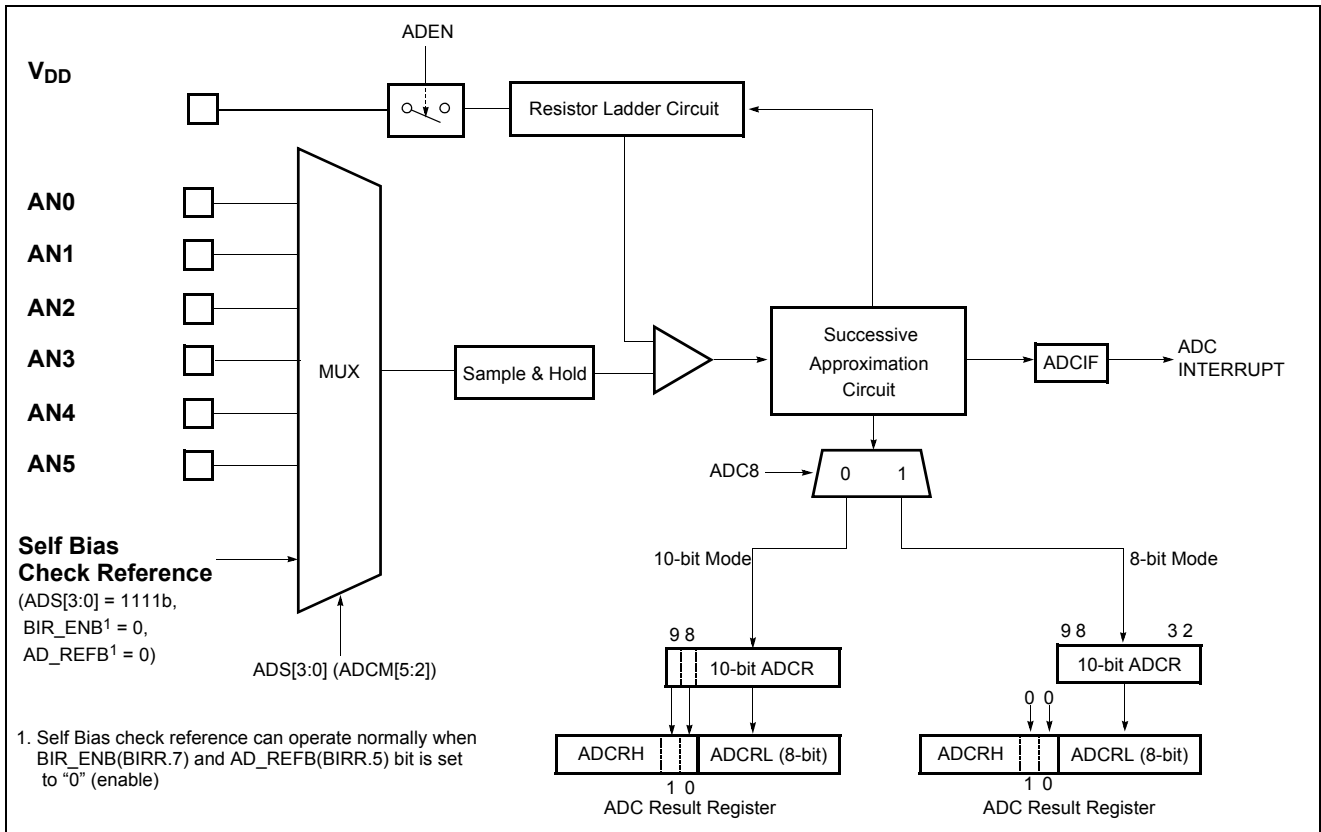 ADEN
VDD
Resistor Ladder Circuit
AN0
AN1
AN2
AN3
AN4
AN5
MUX
Sample & Hold
Successive
Approximation
Circuit
ADCIF
ADC
INTERRUPT
ADC8
0 1
Self Bias
Check Reference
(ADS[3:0] = 1111b,
BIR_ENB1 = 0,
AD_REFB1 = 0)
ADS[3:0] (ADCM[5:2])
10-bit Mode
8-bit Mode
9 8
10-bit ADCR
9 8 3 2
10-bit ADCR
0 0
ADCRH
ADCRL (8-bit)
1 0
ADC Result Register
ADCRH
ADCRL (8-bit)
1 0
ADC Result Register
1. Self Bias check reference can operate normally when
BIR_ENB(BIRR.7) and AD_REFB(BIRR.5) bit is set
to “0” (enable)